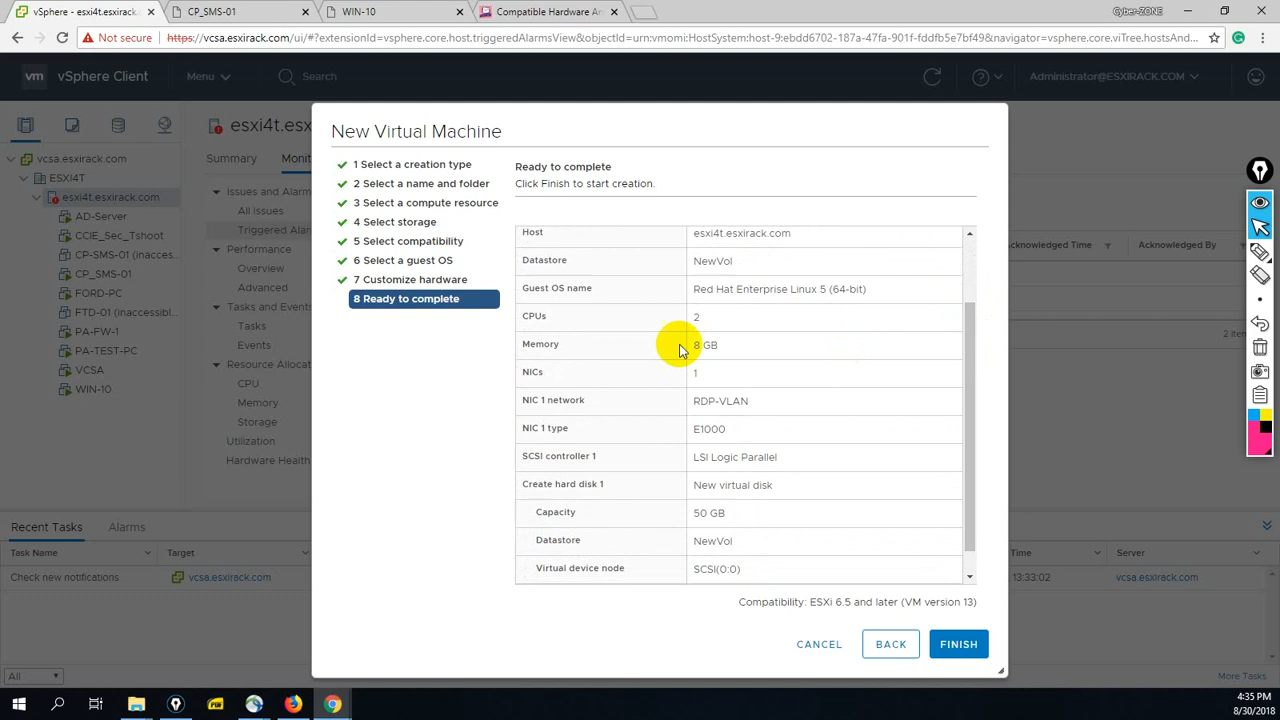 vSphere - esxi4t.esxirack.com
CP_SMS-01
WIN-10
Compatible Hardware
Cyber-ZONE
Not secure
https://vcsa.esxirack.com/ui/#?extensionId=vsphere.core.host.triggeredAlarmsView&objectId=urn:vmomi:HostSystem:host-9:ebdd6702-187a-47fa-901f-fddfb5e7bf49&navigator=vsphere.core.viTree.hostsAnd...
vm
vSphere Client
Menu
Search
Administrator@ESXIRACK.COM
vcsa.esxirack.com
ESXI4T
esxi4t.esxirack.com
AD-Server
CCIE_Sec_Tshoot
CP-SMS-01 (inacces...
CP_SMS-01
FORD-PC
FTD-01 (inaccessibl...
PA-FW-1
PA-TEST-PC
VCSA
WIN-10
esxi4t.es
Summary
Monit
Issues and Alarm
All Issues
Triggered Alar
Performance
Overview
Advanced
Tasks and Events
Tasks
Events
Resource Allocat
CPU
Memory
Storage
Utilization
Hardware Health
New Virtual Machine
1 Select a creation type
2 Select a name and folder
3 Select a compute resource
4 Select storage
5 Select compatibility
6 Select a guest OS
7 Customize hardware
8 Ready to complete
Ready to complete
Click Finish to start creation.
Host esxi4t.esxirack.com
Datastore NewVol
Guest OS name Red Hat Enterprise Linux 5 (64-bit)
CPUs 2
Memory 8 GB
NICs 1
NIC 1 network RDP-VLAN
NIC 1 type E1000
SCSI controller 1 LSI Logic Parallel
Create hard disk 1 New virtual disk
Capacity 50 GB
Datastore NewVol
Virtual device node SCSI(0:0)
Compatibility: ESXi 6.5 and later (VM version 13)
CANCEL
BACK
FINISH
cknowledged Time
Acknowledged By
2 item
Recent Tasks
Alarms
Task Name
Target
Time
Server
Check new notifications
vcsa.esxirack.com
13:33:02
vcsa.esxirack.com
All
More Tasks
4:35 PM
8/30/2018